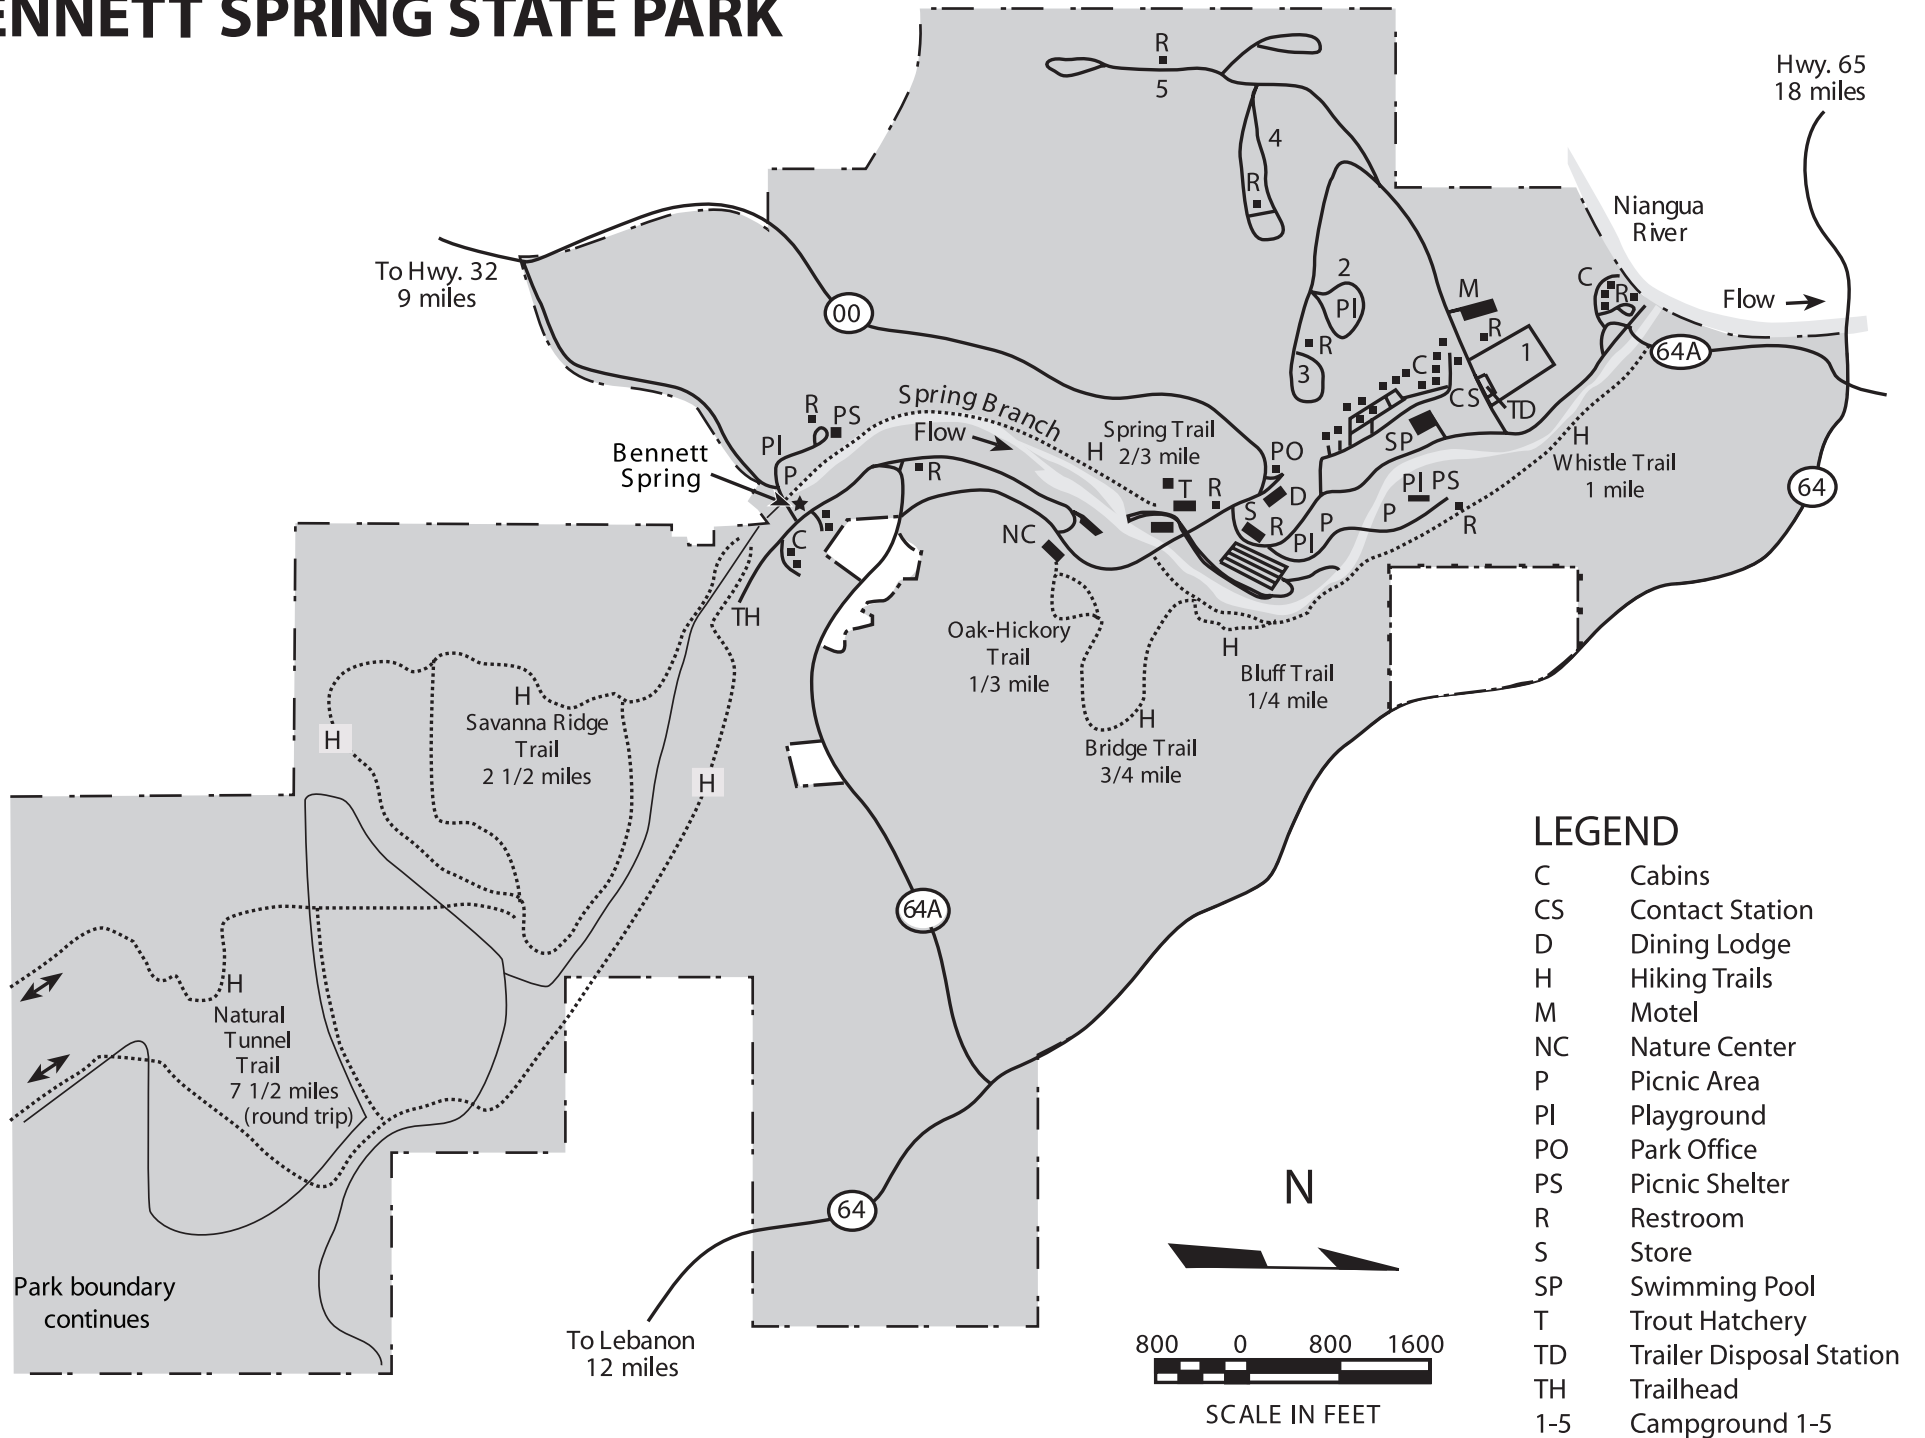 ENNETT SPRING STATE PARK
Hwy. 65
18 miles
R
5
4
R
Niangua
River
To Hwy. 32
9 miles
00
2
Pl
C
R
Flow
M
R
1
64A
R
3
C
CS
TD
Spring Branch
Flow
R
PS
Pl
P
Bennett
Spring
H
Spring Trail
2/3 mile
PO
SP
H
Whistle Trail
1 mile
64
R
T
R
D
S
R
Pl
P
P
Pl
PS
R
NC
C
TH
Oak-Hickory
Trail
1/3 mile
H
Bluff Trail
1/4 mile
H
Bridge Trail
3/4 mile
H
Savanna Ridge
Trail
2 1/2 miles
H
H
64A
H
Natural
Tunnel
Trail
7 1/2 miles
(round trip)
64
Park boundary
continues
To Lebanon
12 miles
N
800 0 800 1600
SCALE IN FEET
LEGEND
C Cabins
CS Contact Station
D Dining Lodge
H Hiking Trails
M Motel
NC Nature Center
P Picnic Area
Pl Playground
PO Park Office
PS Picnic Shelter
R Restroom
S Store
SP Swimming Pool
T Trout Hatchery
TD Trailer Disposal Station
TH Trailhead
1-5 Campground 1-5